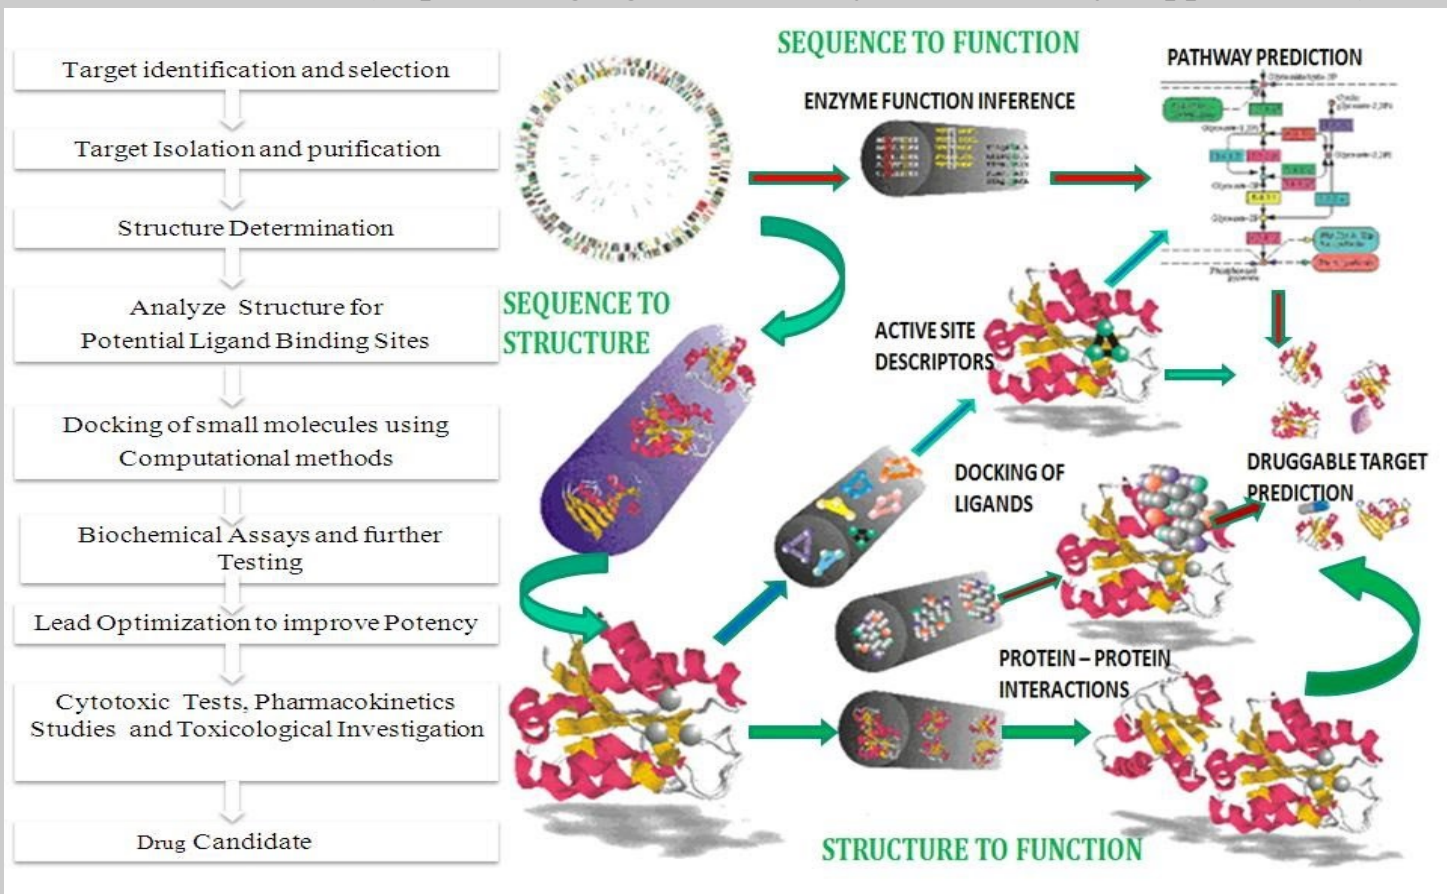 Target identification and selection
Target Isolation and purification
Structure Determination
Analyze Structure for
Potential Ligand Binding Sites
Docking of small molecules using
Computational methods
Biochemical Assays and further
Testing
Lead Optimization to improve Potency
Cytotoxic Tests, Pharmacokinetics
Studies and Toxicological Investigation
Drug Candidate
SEQUENCE TO FUNCTION
ENZYME FUNCTION INFERENCE
PATHWAY PREDICTION
SEQUENCE TO
STRUCTURE
ACTIVE SITE
DESCRIPTORS
DOCKING OF
LIGANDS
DRUGGABLE TARGET
PREDICTION
PROTEIN – PROTEIN
INTERACTIONS
STRUCTURE TO FUNCTION